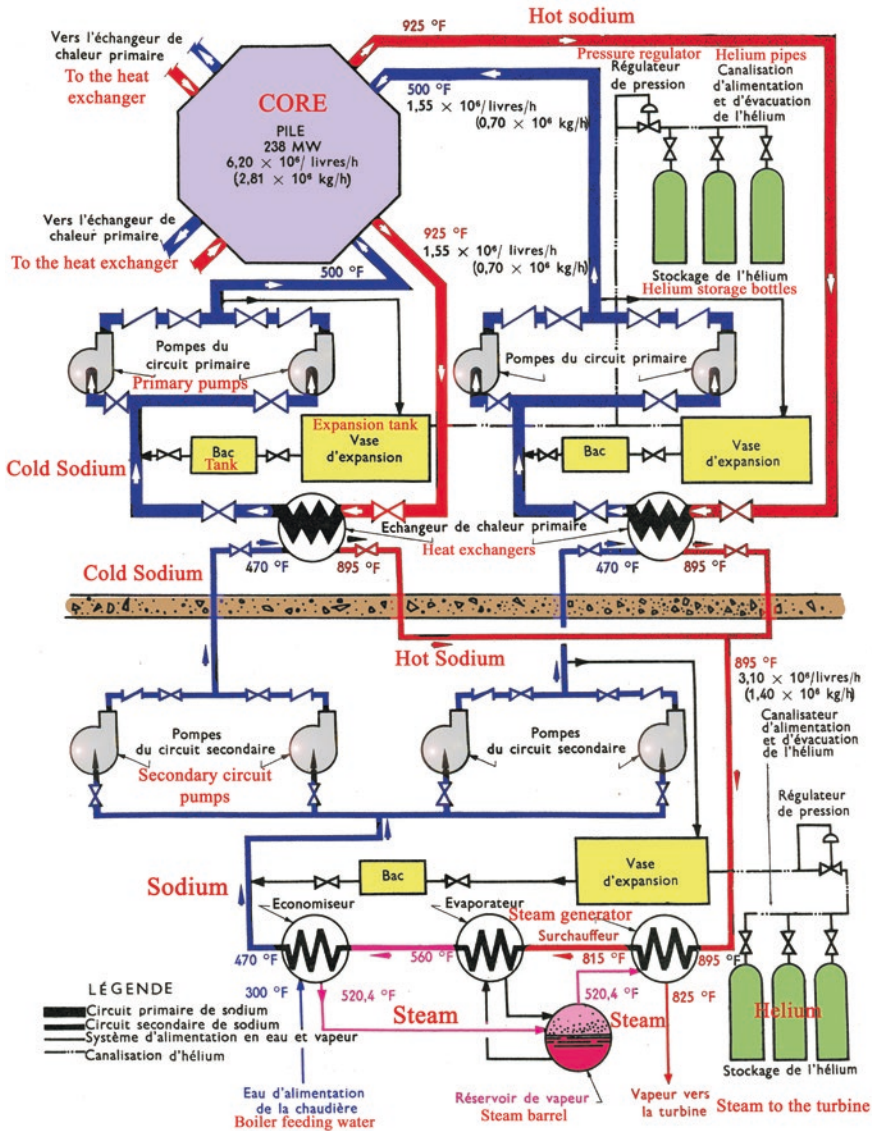 Vers l'échangeur de
chaleur primaire
To the heat
exchanger
925 °F
Hot sodium
CORE
PILE
238 MW
6,20 × 10⁶/ livres/h
(2,81 × 10⁶ kg/h)
500 °F
1,55 × 10⁶/ livres/h
(0,70 × 10⁶ kg/h)
Pressure regulator
Régulateur
de pression
Helium pipes
Canalisation
d'alimentation
et d'évacuation
de l'hélium
Vers l'échangeur de
chaleur primaire
To the heat exchanger
500 °F
925 °F
1,55 × 10⁶/ livres/h
(0,70 × 10⁶ kg/h)
Stockage de l'hélium
Helium storage bottles
Pompes du
circuit primaire
Primary pumps
Pompes du circuit primaire
Expansion tank
Vase
d'expansion
Bac
Tank
Cold Sodium
Bac
Vase
d'expansion
Echangeur de chaleur primaire
Heat exchangers
470 °F
895 °F
470 °F
895 °F
Cold Sodium
Hot Sodium
895 °F
3,10 × 10⁶/livres/h
(1,40 × 10⁶ kg/h)
Canalisateur
d'alimentation
et d'évacuation
de l'hélium
Pompes
du circuit secondaire
Secondary circuit
pumps
Pompes
du circuit secondaire
Régulateur
de pression
Sodium
Bac
Vase
d'expansion
Economiseur
Evaporateur
Steam generator
Surchauffeur
470 °F
560 °F
815 °F
895 °F
300 °F
520,4 °F
Steam
520,4 °F
Steam
825 °F
Helium
LÉGENDE
Circuit primaire de sodium
Circuit secondaire de sodium
Système d'alimentation en eau et vapeur
Canalisation d'hélium
Eau d'alimentation
de la chaudière
Boiler feeding water
Réservoir de vapeur
Steam barrel
Vapeur vers
la turbine
Steam to the turbine
Stockage de l'hélium